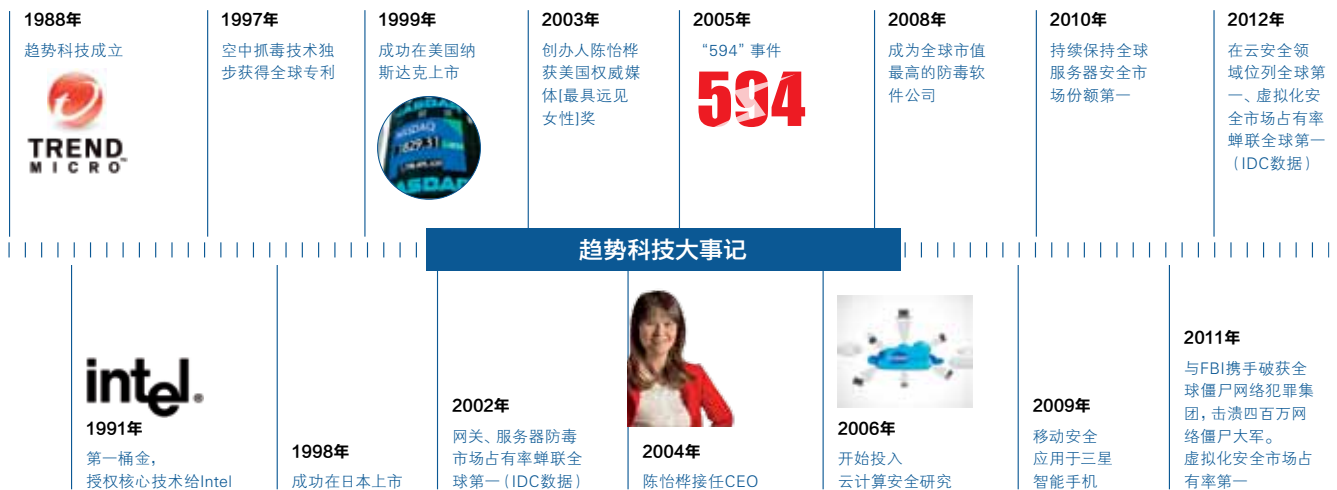 1988年
趋势科技成立
TREND
MICRO™
1997年
空中抓毒技术独
步获得全球专利
1999年
成功在美国纳
斯达克上市
NASDAQ
2003年
创办人陈怡桦
获美国权威媒
体[最具远见
女性]奖
2005年
“594”事件
594
2008年
成为全球市值
最高的防毒软
件公司
2010年
持续保持全球
服务器安全市
场份额第一
2012年
在云安全领
域位列全球第
一、虚拟化安
全市场占有率
蝉联全球第一
（IDC数据）
趋势科技大事记
intel.
1991年
第一桶金，
授权核心技术给Intel
1998年
成功在日本上市
2002年
网关、服务器防毒
市场占有率蝉联全
球第一（IDC数据）
2004年
陈怡桦接任CEO
2006年
开始投入
云计算安全研究
2009年
移动安全
应用于三星
智能手机
2011年
与FBI携手破获全
球僵尸网络犯罪集
团，击溃四百万网
络僵尸大军。
虚拟化安全市场占
有率第一